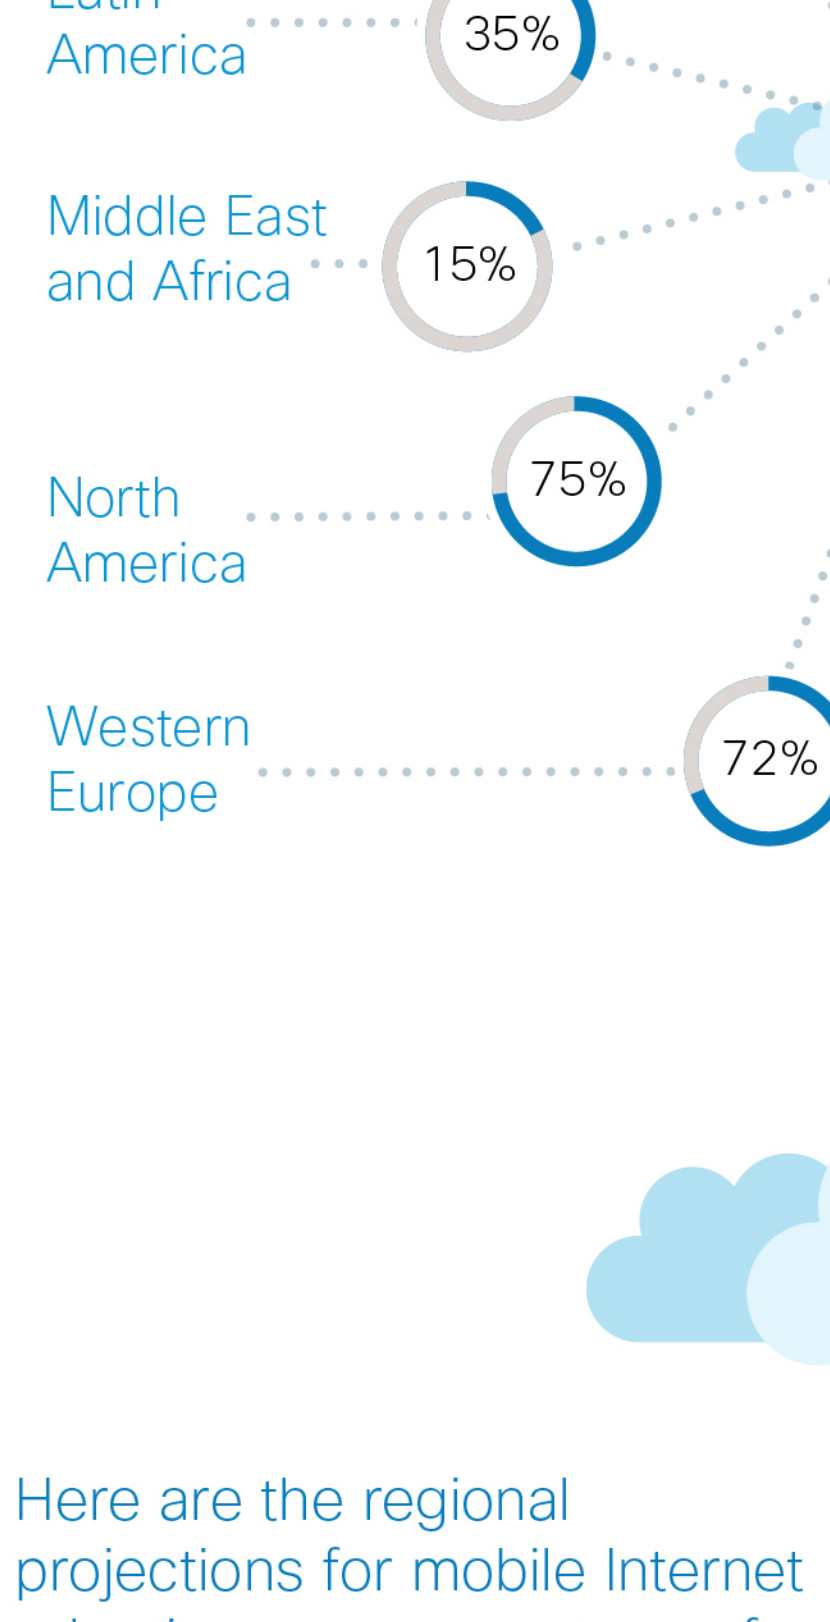 Latin
America
35%
Middle East
and Africa
15%
North
America
75%
Western
Europe
72%
Here are the regional
projections for mobile Internet